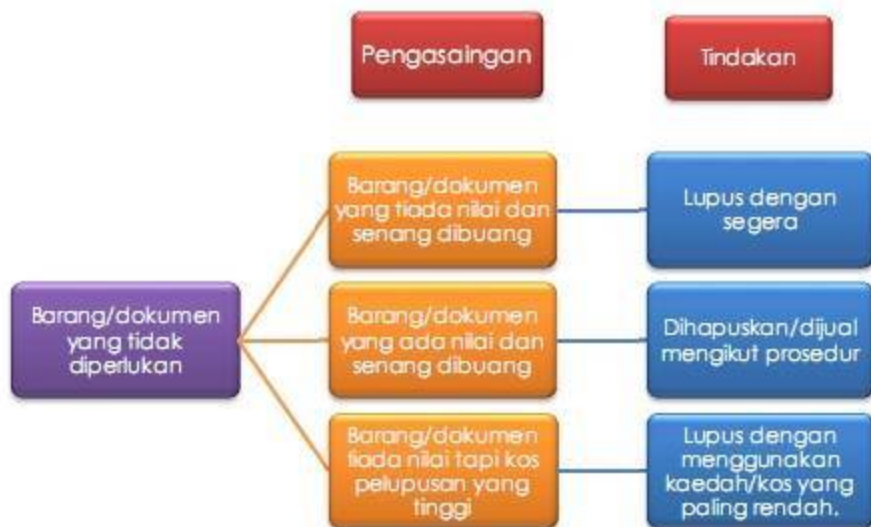 Pengasaingan
Tindakan
Barang/dokumen
yang tiada nilai dan
senang dibuang
Lupus dengan
segera
Barang/dokumen
yang tidak
diperlukan
Barang/dokumen
yang ada nilai dan
senang dibuang
Dihapuskan/dijual
mengikut prosedur
Barang/dokumen
tiada nilai tapi kos
pelupusan yang
tinggi
Lupus dengan
menggunakan
kaedah/kos yang
paling rendah.